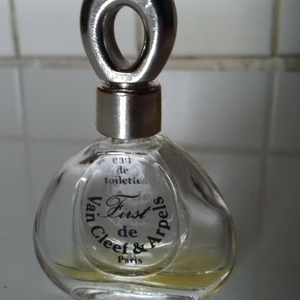 eau
de
toilette
First
de
Van Cleef & Arpels
Paris